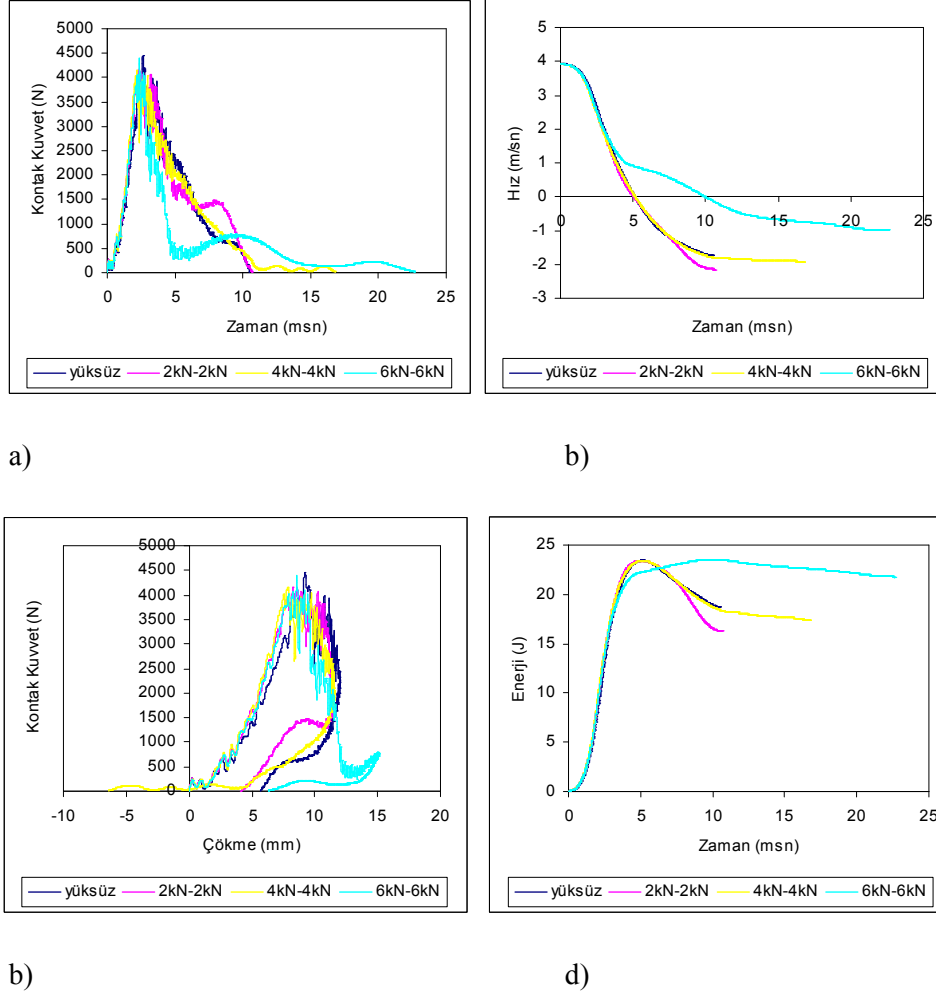 5000
4500
4000
3500
3000
2500
2000
1500
1000
500
0
Kontak Kuvvet (N)
0 5 10 15 20 25
Zaman (msn)
yüksüz 2kN-2kN 4kN-4kN 6kN-6kN
5
4
3
2
1
0
-1
-2
-3
Hız (m/sn)
0 5 10 15 20 25
Zaman (msn)
yüksüz 2kN-2kN 4kN-4kN 6kN-6kN
a) b)
5000
4500
4000
3500
3000
2500
2000
1500
1000
500
0
Kontak Kuvvet (N)
-10 -5 0 5 10 15 20
Çökme (mm)
yüksüz 2kN-2kN 4kN-4kN 6kN-6kN
25
20
15
10
5
0
Enerji (J)
0 5 10 15 20 25
Zaman (msn)
yüksüz 2kN-2kN 4kN-4kN 6kN-6kN
b) d)